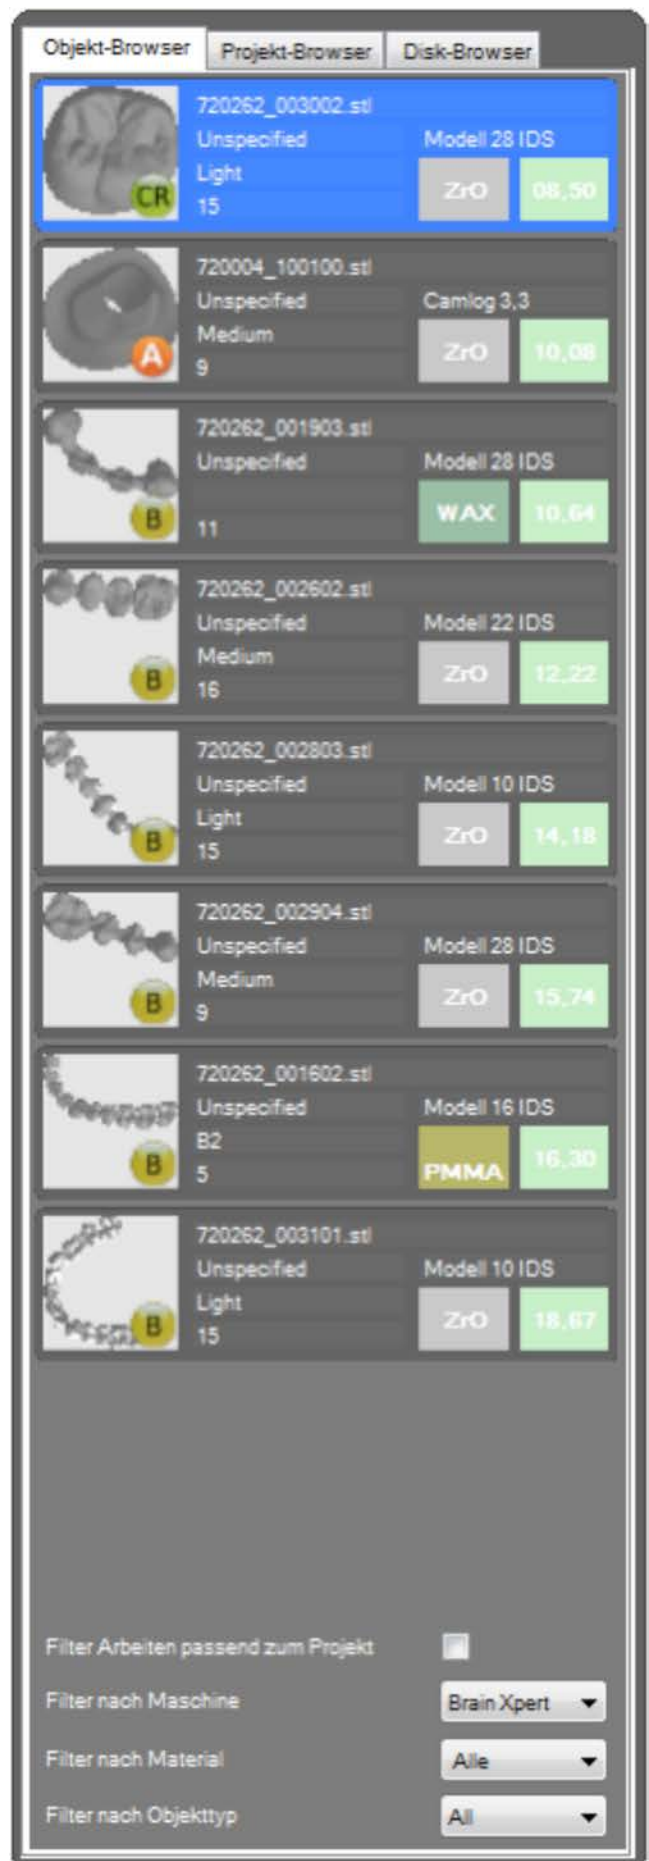 Objekt-Browser Projekt-Browser Disk-Browser
720262_003002.stl
Unspecified Modell 28 IDS
Light
CR ZrO 08,50
15
720004_100100.stl
Unspecified Camlog 3,3
Medium
A ZrO 10,08
9
720262_001903.stl
Unspecified Modell 28 IDS
B WAX 10,64
11
720262_002602.stl
Unspecified Modell 22 IDS
Medium
B ZrO 12,22
16
720262_002803.stl
Unspecified Modell 10 IDS
Light
B ZrO 14,18
15
720262_002904.stl
Unspecified Modell 28 IDS
Medium
B ZrO 15,74
9
720262_001602.stl
Unspecified Modell 16 IDS
B2
B PMMA 16,30
5
720262_003101.stl
Unspecified Modell 10 IDS
Light
B ZrO 18,67
15
Filter Arbeiten passend zum Projekt
Filter nach Maschine Brain Xpert
Filter nach Material Alle
Filter nach Objekttyp All